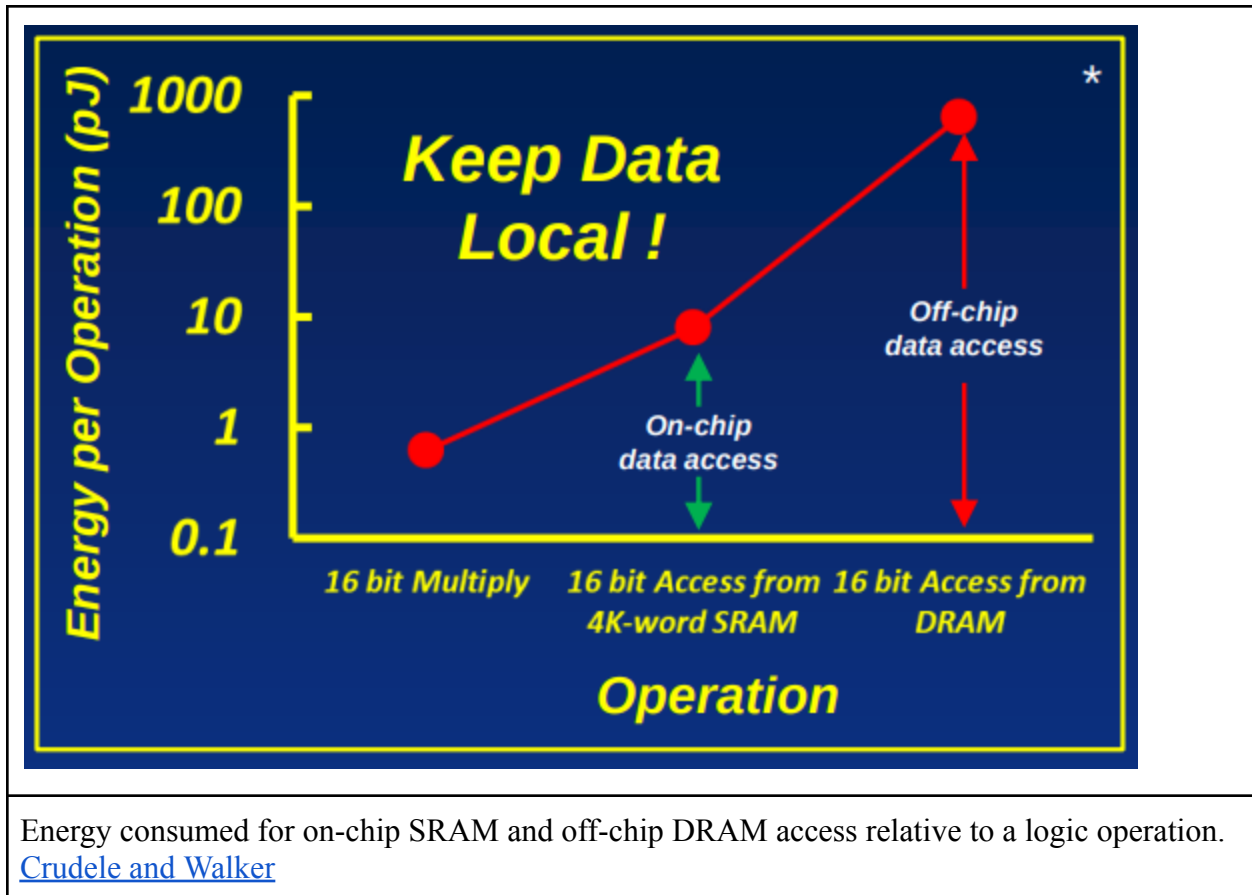 *
Energy per Operation (pJ)
1000
100
10
1
0.1
Keep Data
Local !
Off-chip
data access
On-chip
data access
16 bit Multiply
16 bit Access from
4K-word SRAM
16 bit Access from
DRAM
Operation
Energy consumed for on-chip SRAM and off-chip DRAM access relative to a logic operation.
Crudele and Walker